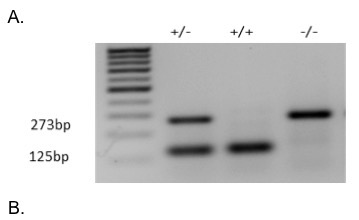 A.
+/- +/+ -/-
273bp
125bp
B.